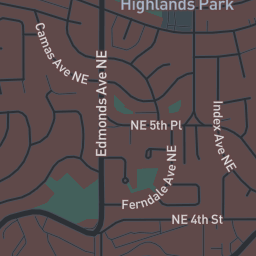 Highlands Park
Camas Ave NE
Edmonds Ave NE
NE 5th Pl
Index Ave NE
Ferndale Ave NE
NE 4th St